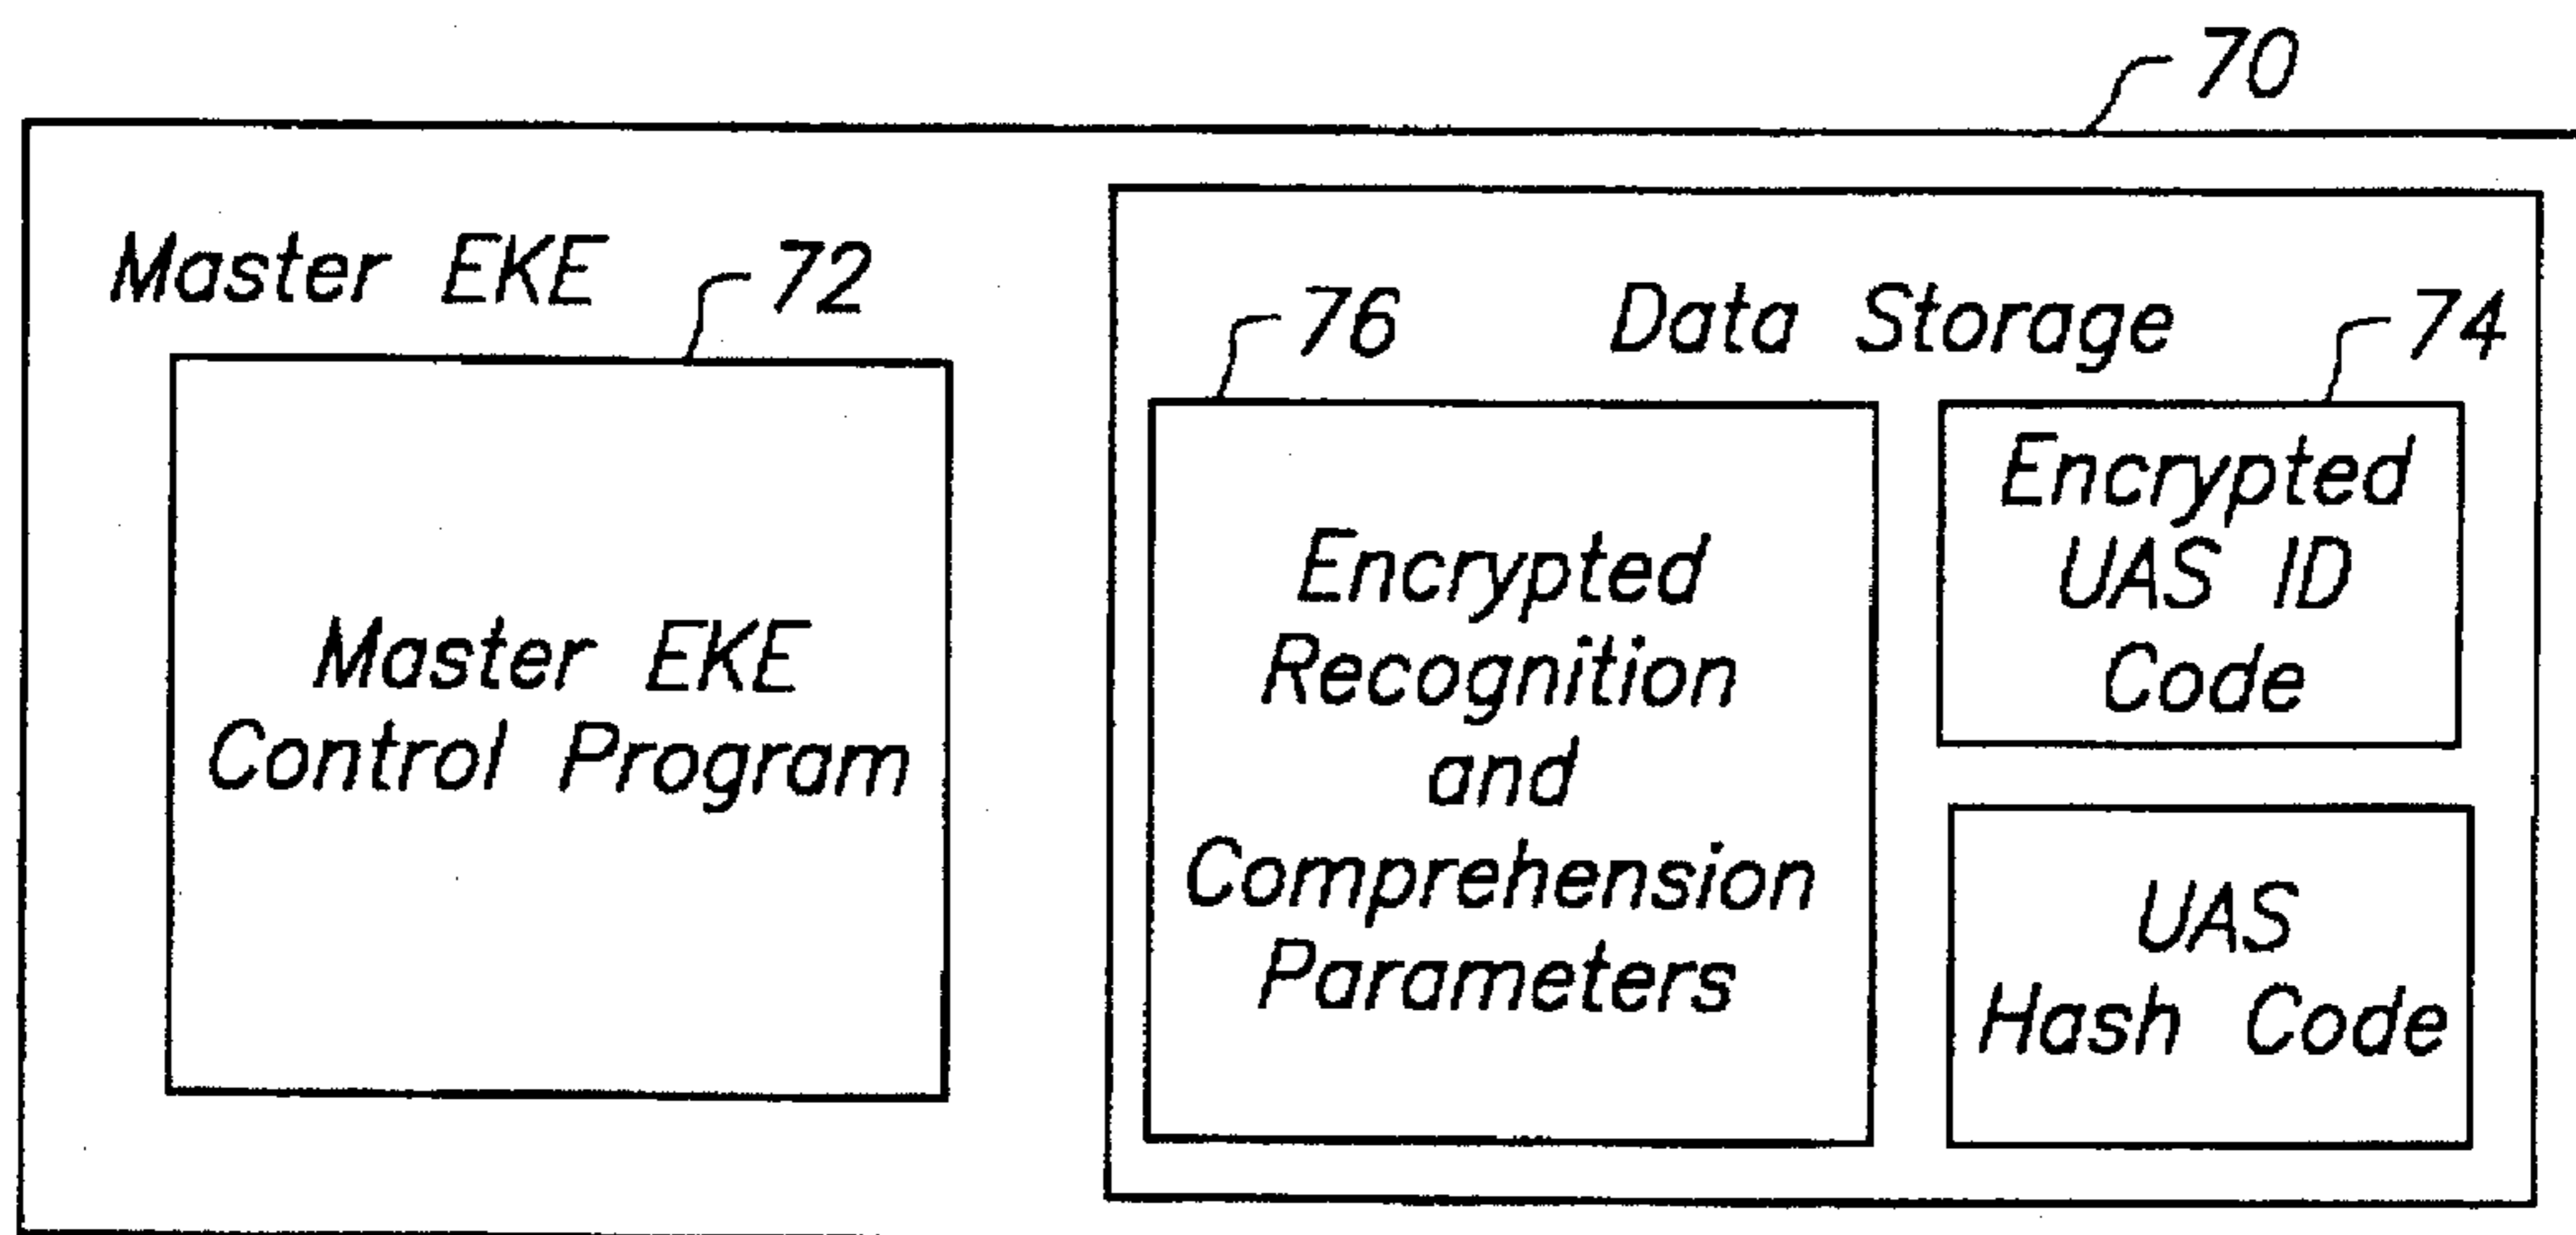 70
Master EKE
72
Master EKE
Control Program
Data Storage
76
Encrypted
Recognition
and
Comprehension
Parameters
74
Encrypted
UAS ID
Code
UAS
Hash Code